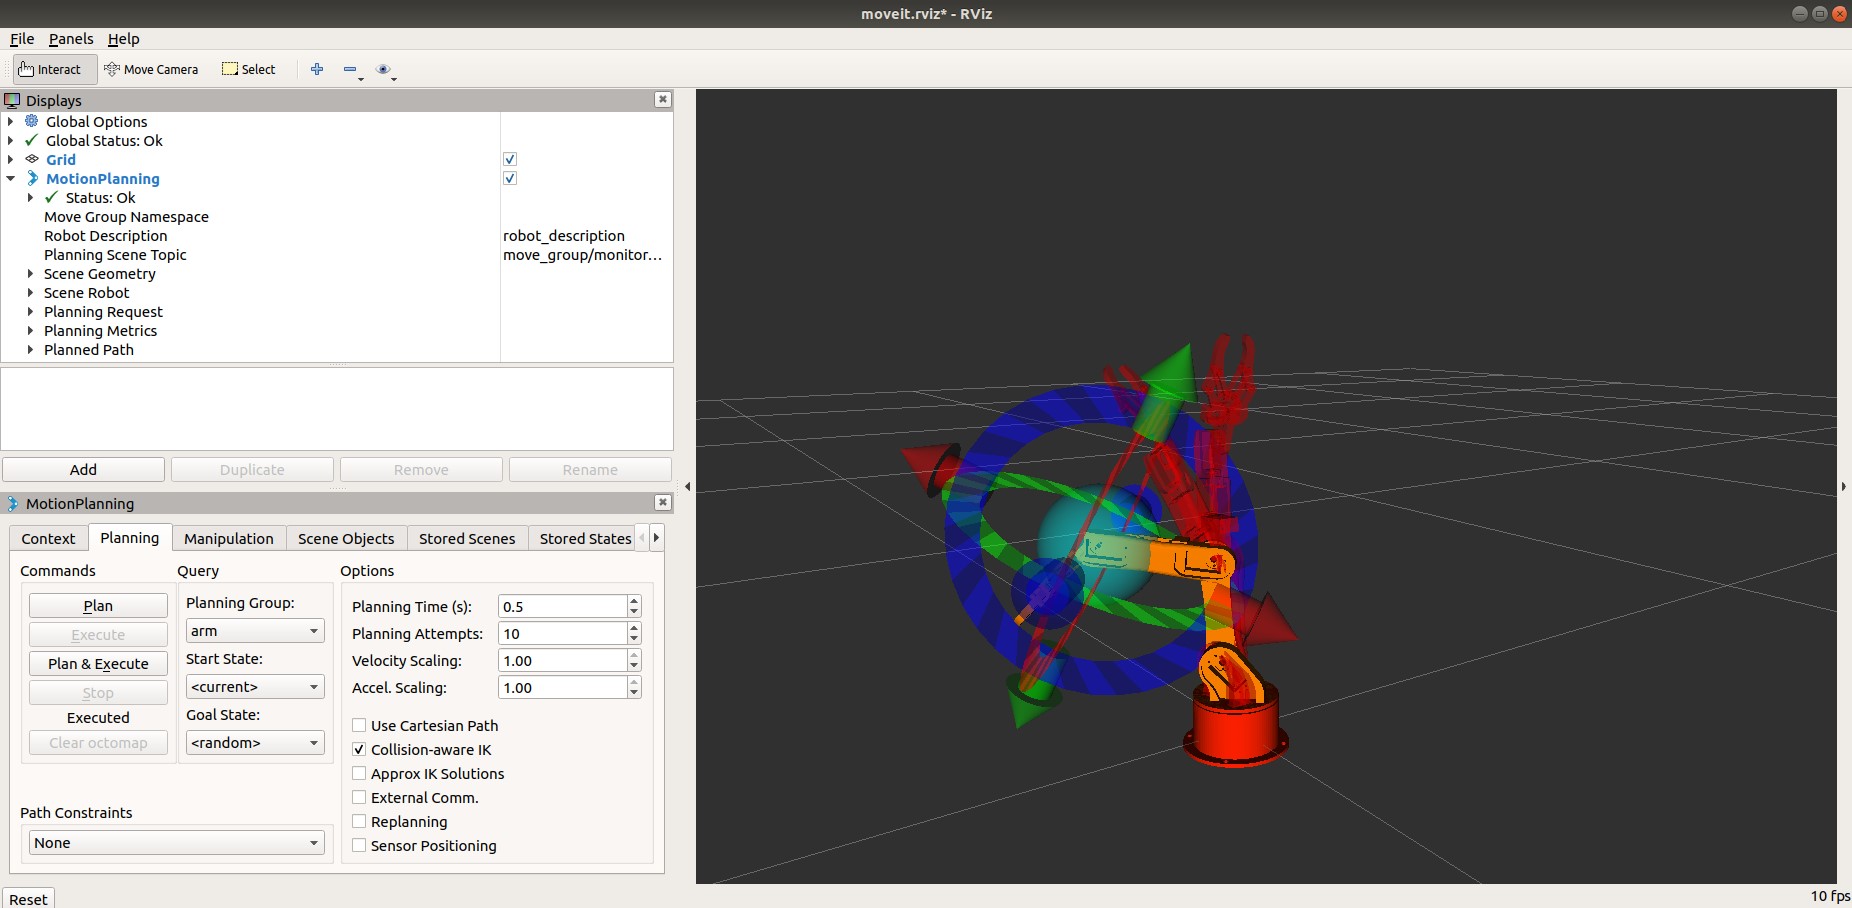 moveit.rviz* - RViz
File Panels Help
Interact Move Camera Select
Displays
Global Options
Global Status: Ok
Grid
MotionPlanning
Status: Ok
Move Group Namespace
Robot Description robot_description
Planning Scene Topic move_group/monitor...
Scene Geometry
Scene Robot
Planning Request
Planning Metrics
Planned Path
Add Duplicate Remove Rename
MotionPlanning
Context Planning Manipulation Scene Objects Stored Scenes Stored States
Commands
Plan
Execute
Plan & Execute
Stop
Executed
Clear octomap
Query
Planning Group:
arm
Start State:
<current>
Goal State:
<random>
Options
Planning Time (s): 0.5
Planning Attempts: 10
Velocity Scaling: 1.00
Accel. Scaling: 1.00
Use Cartesian Path
Collision-aware IK
Approx IK Solutions
External Comm.
Replanning
Sensor Positioning
Path Constraints
None
Reset
10 fps